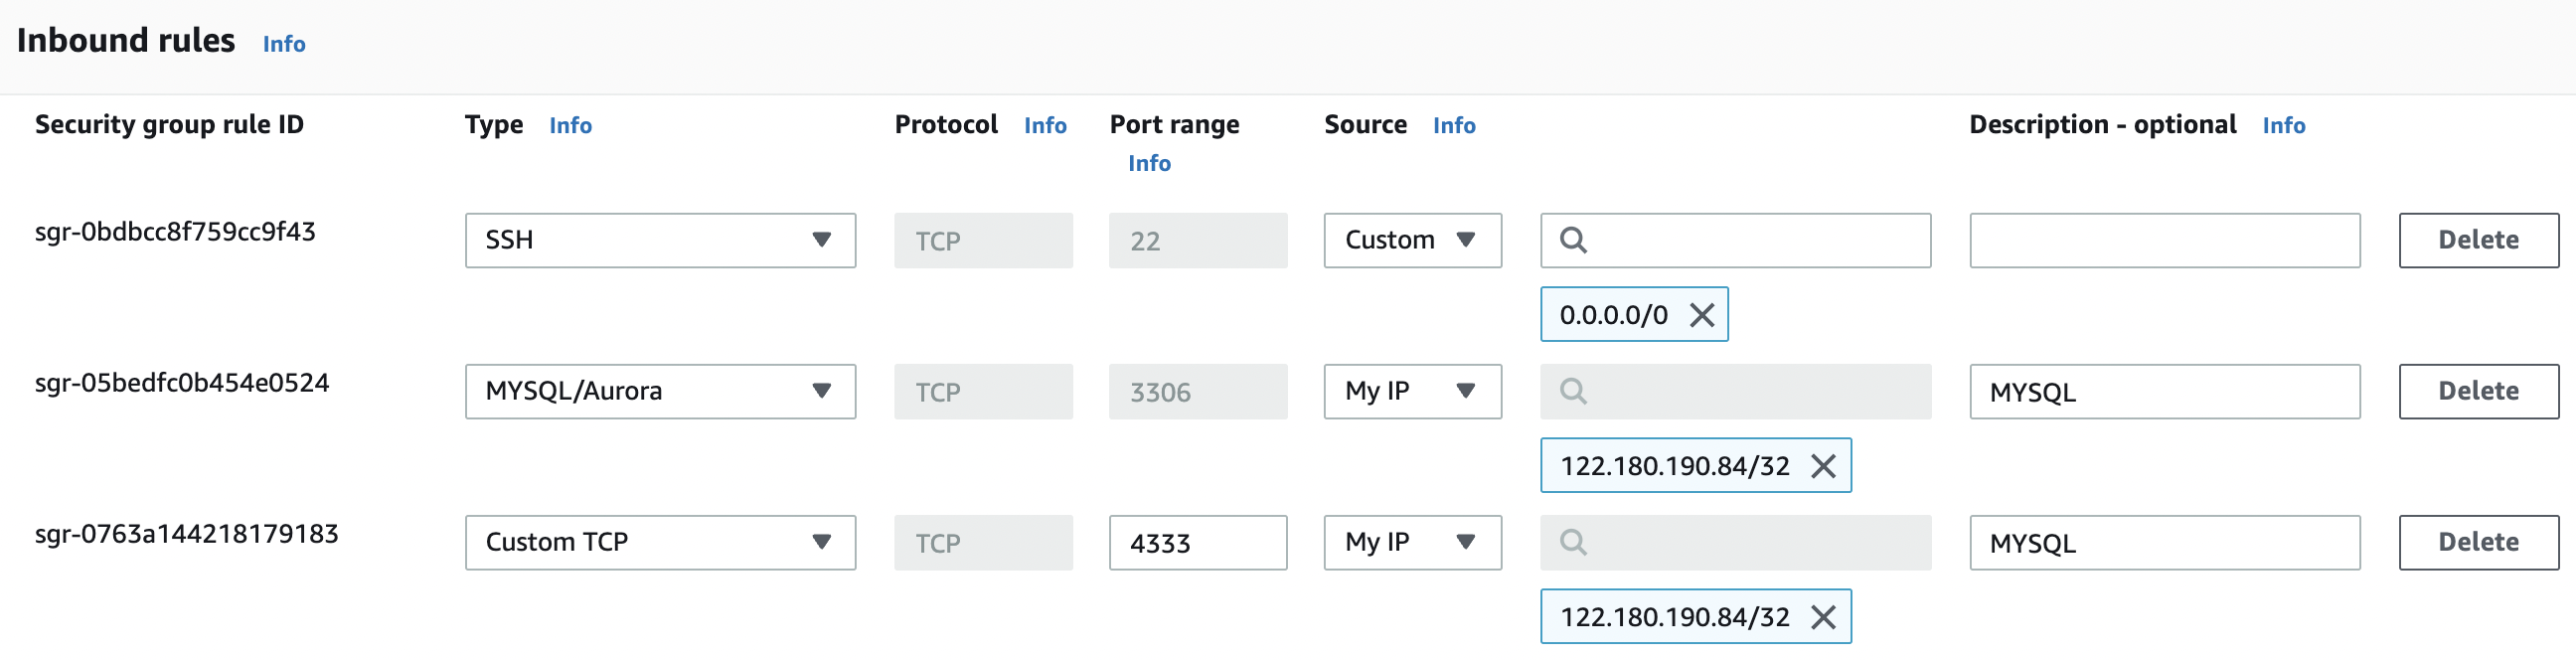 Inbound rules Info
Security group rule ID Type Info Protocol Info Port range Info Source Info Description - optional Info
sgr-0bdbcc8f759cc9f43 SSH TCP 22 Custom Delete
0.0.0.0/0
sgr-05bedfc0b454e0524 MYSQL/Aurora TCP 3306 My IP MYSQL Delete
122.180.190.84/32
sgr-0763a144218179183 Custom TCP TCP 4333 My IP MYSQL Delete
122.180.190.84/32